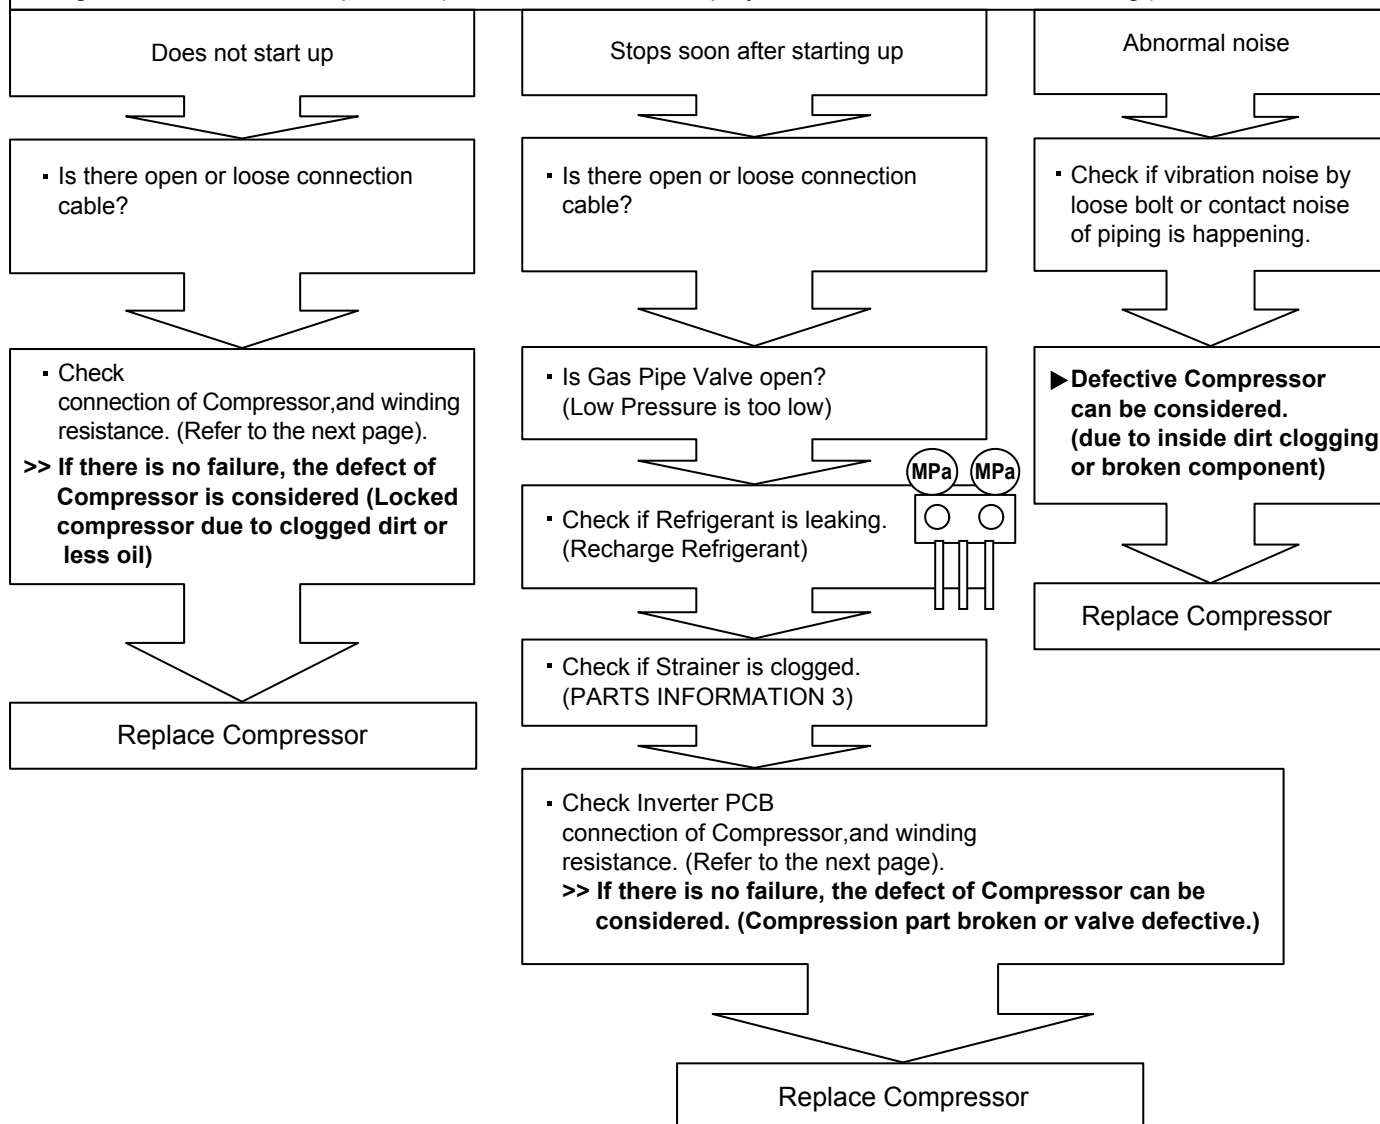 Does not start up
Stops soon after starting up
Abnormal noise
▪ Is there open or loose connection
cable?
▪ Is there open or loose connection
cable?
▪ Check if vibration noise by
loose bolt or contact noise
of piping is happening.
▪ Check
connection of Compressor,and winding
resistance. (Refer to the next page).
>> If there is no failure, the defect of
Compressor is considered (Locked
compressor due to clogged dirt or
less oil)
▪ Is Gas Pipe Valve open?
(Low Pressure is too low)
▶Defective Compressor
can be considered.
(due to inside dirt clogging
or broken component)
MPa MPa
▪ Check if Refrigerant is leaking.
(Recharge Refrigerant)
Replace Compressor
▪ Check if Strainer is clogged.
(PARTS INFORMATION 3)
Replace Compressor
▪ Check Inverter PCB
connection of Compressor,and winding
resistance. (Refer to the next page).
>> If there is no failure, the defect of Compressor can be
considered. (Compression part broken or valve defective.)
Replace Compressor